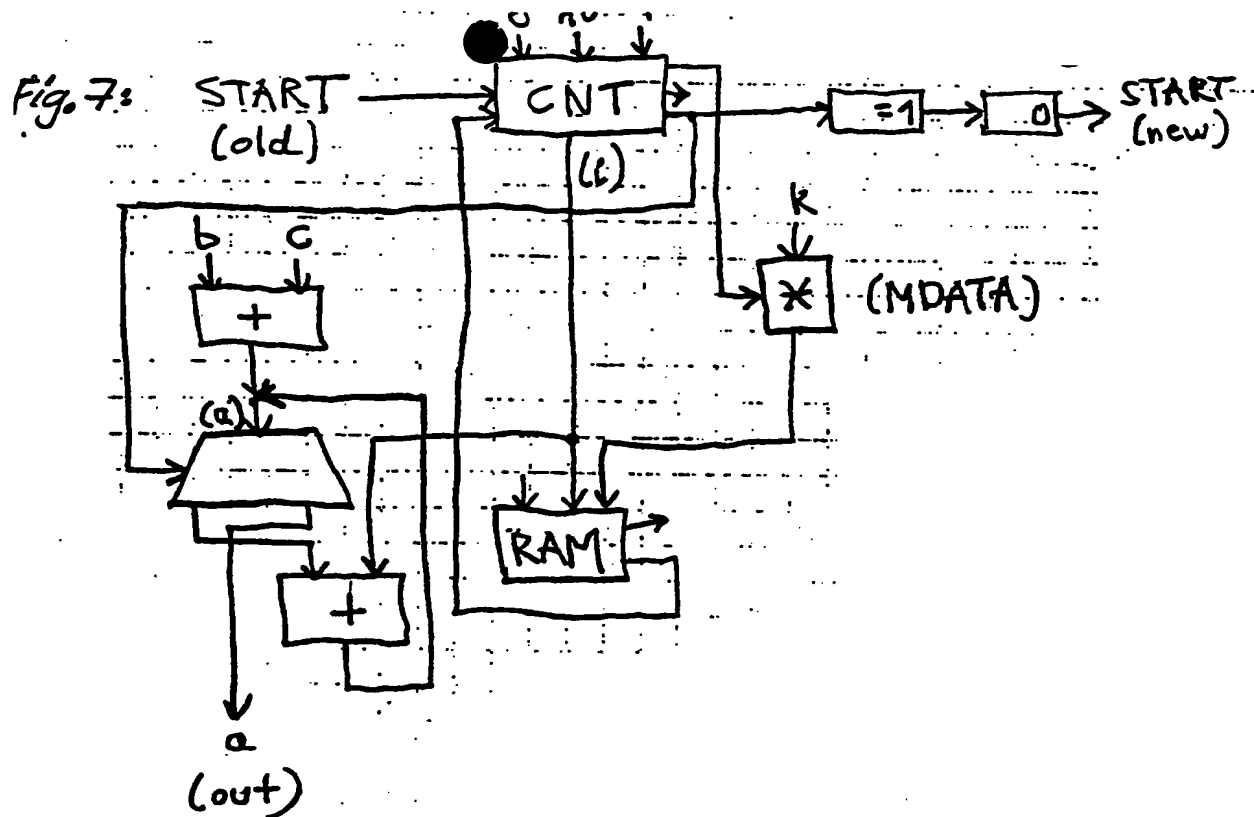 Fig. 7:
START
(old)
CNT
=1
0
START
(new)
(i)
k
b c
+
*
(MDATA)
(a)
RAM
+
a
(out)